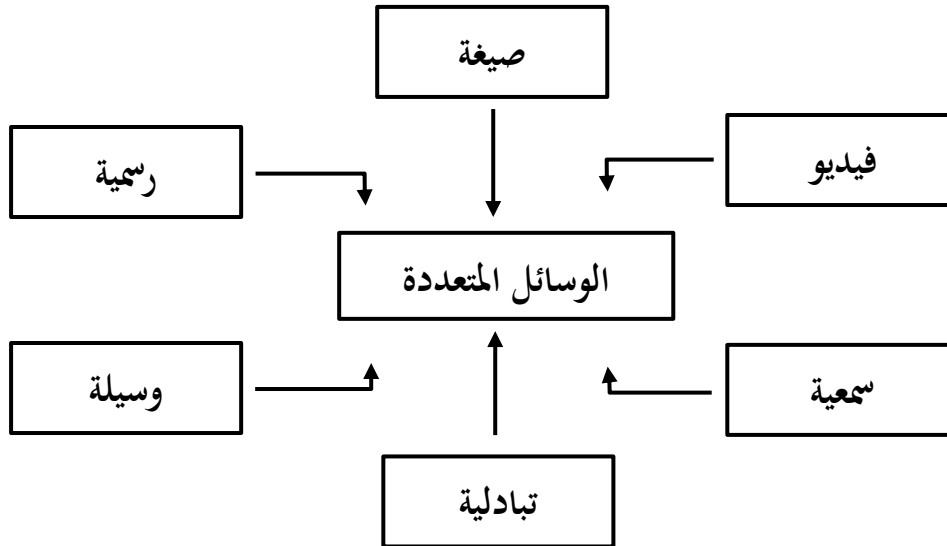 صيغة
فيديو
رسمية
الوسائل المتعددة
سمعية
وسيلة
تبادلية